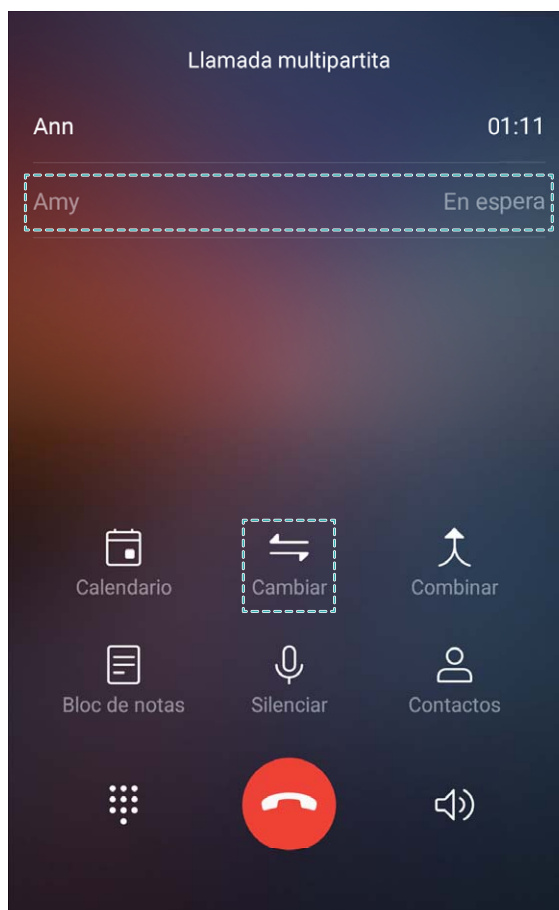 Llamada multipartita
Ann 01:11
Amy En espera
Calendario Cambiar Combinar
Bloc de notas Silenciar Contactos